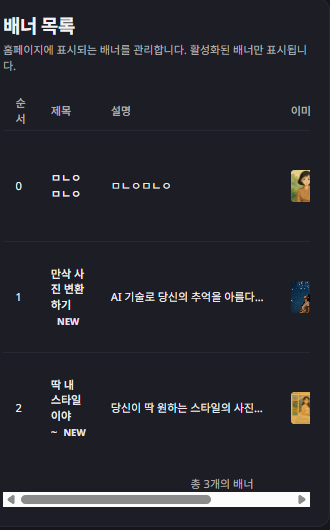 배너 목록
홈페이지에 표시되는 배너를 관리합니다. 활성화된 배너만 표시됩니
다.
순서 제목 설명 이미
0 ㅁㄴㅇㅁㄴㅇ ㅁㄴㅇㅁㄴㅇ
1 만삭 사진 변환하기 NEW AI 기술로 당신의 추억을 아름다...
2 딱 내 스타일이야~ NEW 당신이 딱 원하는 스타일의 사진...
총 3개의 배너